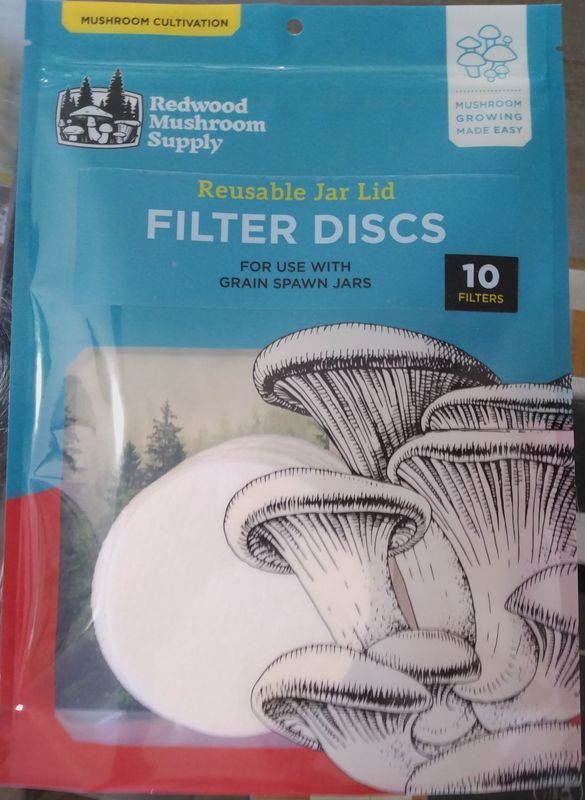 MUSHROOM CULTIVATION
Redwood
Mushroom
Supply
MUSHROOM
GROWING
MADE EASY
Reusable Jar Lid
FILTER DISCS
FOR USE WITH
GRAIN SPAWN JARS
10
FILTERS